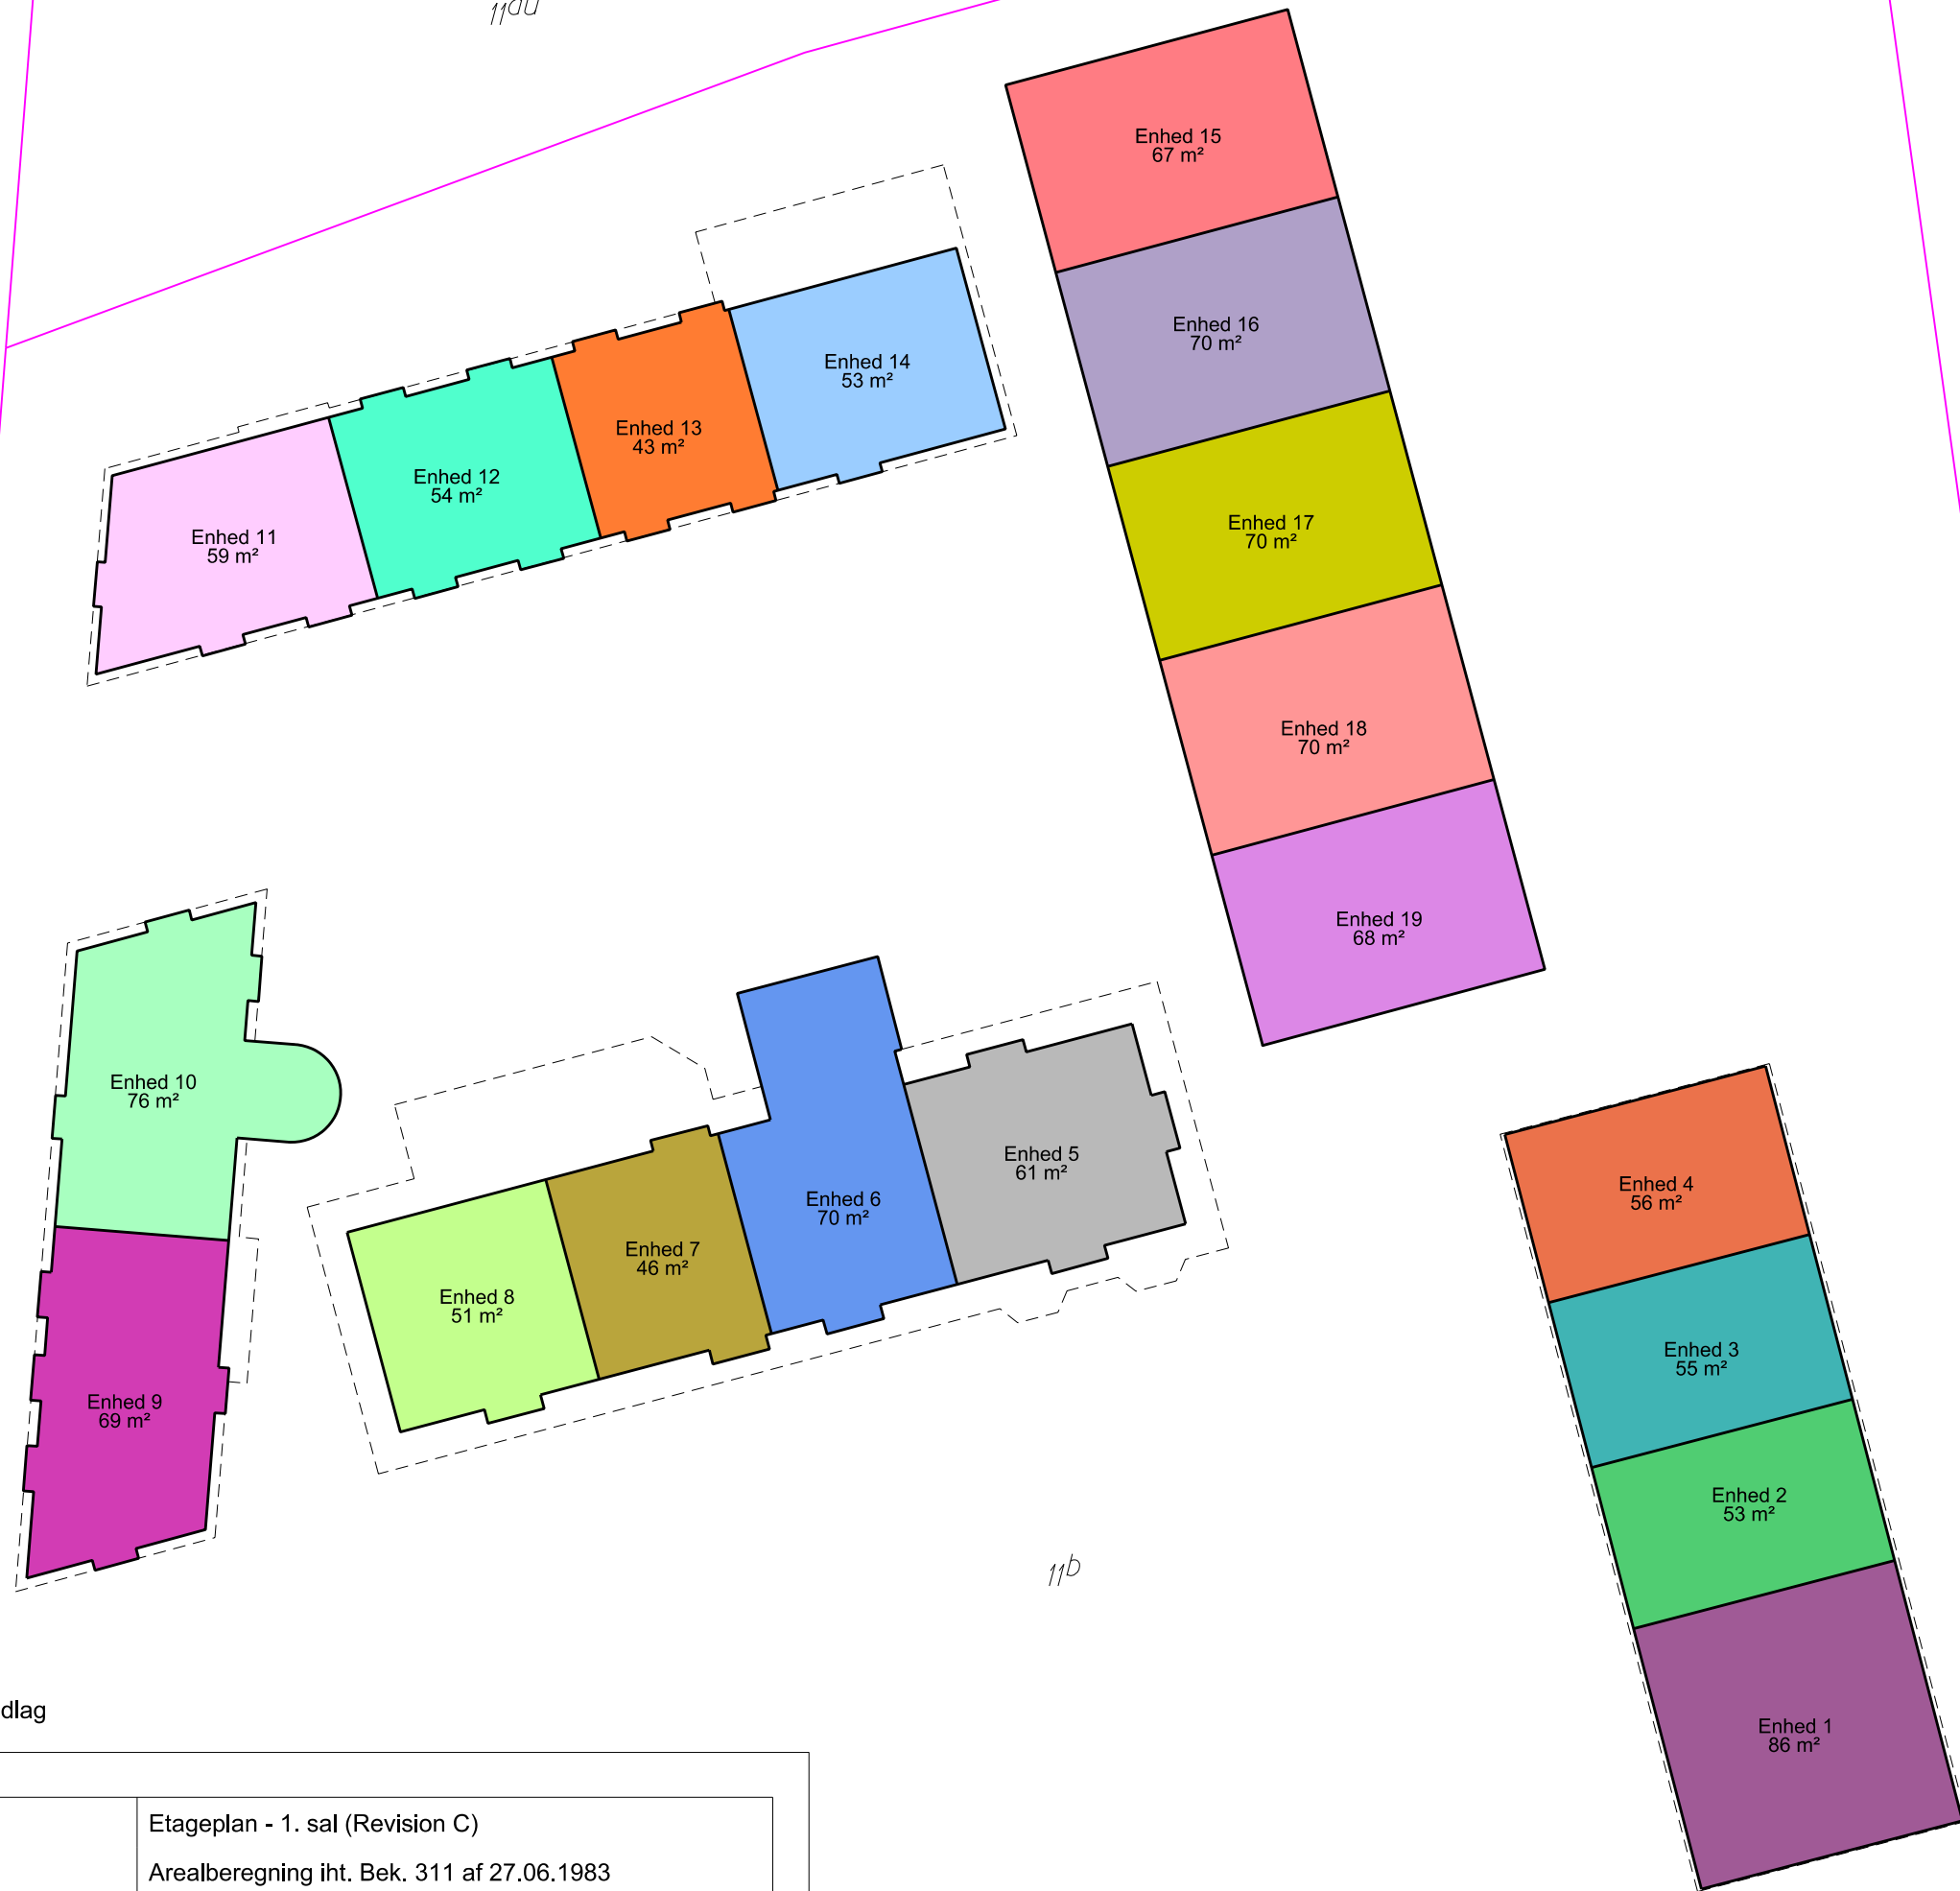 Enhed 15
67 m²
Enhed 16
70 m²
Enhed 14
53 m²
Enhed 13
43 m²
Enhed 12
54 m²
Enhed 11
59 m²
Enhed 17
70 m²
Enhed 18
70 m²
Enhed 19
68 m²
Enhed 10
76 m²
Enhed 5
61 m²
Enhed 6
70 m²
Enhed 7
46 m²
Enhed 8
51 m²
Enhed 9
69 m²
Enhed 4
56 m²
Enhed 3
55 m²
Enhed 2
53 m²
11b
Enhed 1
86 m²
dlag
Etageplan - 1. sal (Revision C)
Arealberegning iht. Bek. 311 af 27.06.1983